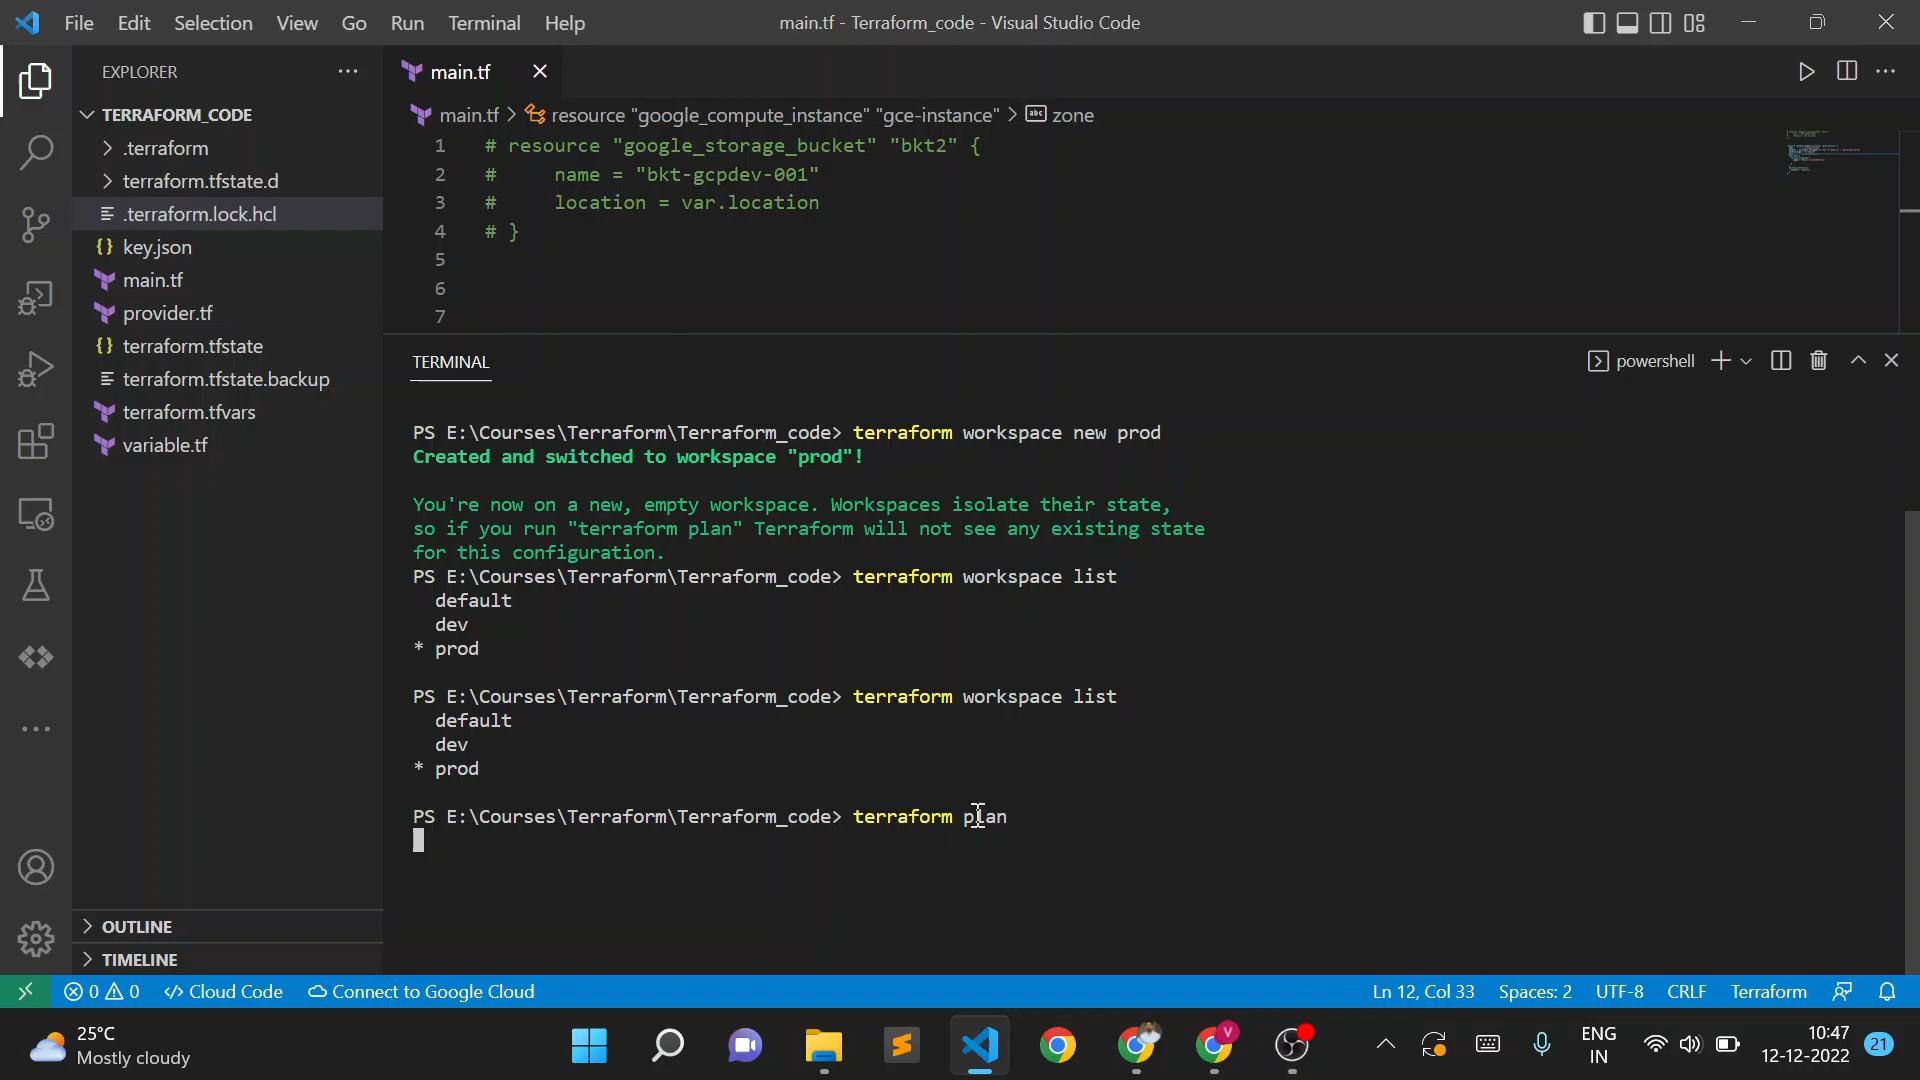 File Edit Selection View Go Run Terminal Help
main.tf - Terraform_code - Visual Studio Code
EXPLORER
TERRAFORM_CODE
.terraform
terraform.tfstate.d
.terraform.lock.hcl
key.json
main.tf
provider.tf
terraform.tfstate
terraform.tfstate.backup
terraform.tfvars
variable.tf
OUTLINE
TIMELINE
main.tf
main.tf > resource "google_compute_instance" "gce-instance" > abc zone
1 # resource "google_storage_bucket" "bkt2" {
2 # name = "bkt-gcpdev-001"
3 # location = var.location
4 # }
5
6
7
TERMINAL
powershell
PS E:\Courses\Terraform\Terraform_code> terraform workspace new prod
Created and switched to workspace "prod"!
You're now on a new, empty workspace. Workspaces isolate their state,
so if you run "terraform plan" Terraform will not see any existing state
for this configuration.
PS E:\Courses\Terraform\Terraform_code> terraform workspace list
default
dev
* prod
PS E:\Courses\Terraform\Terraform_code> terraform workspace list
default
dev
* prod
PS E:\Courses\Terraform\Terraform_code> terraform plan
0 0 Cloud Code Connect to Google Cloud
Ln 12, Col 33 Spaces: 2 UTF-8 CRLF Terraform
25°C
Mostly cloudy
V
ENG
IN
10:47
12-12-2022
21